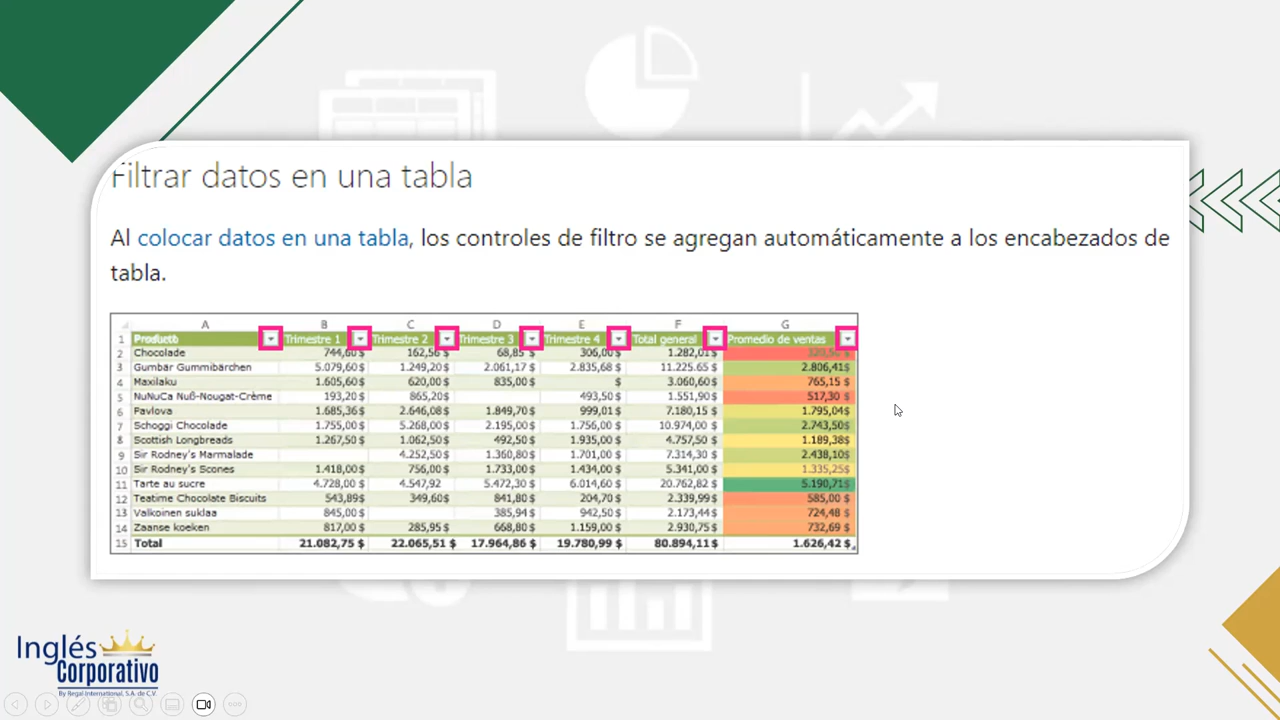 Filtrar datos en una tabla
Al colocar datos en una tabla, los controles de filtro se agregan automáticamente a los encabezados de
tabla.
A B C D E F G
1 Producto Trimestre 1 Trimestre 2 Trimestre 3 Trimestre 4 Total general Promedio de ventas
2 Chocolade 744,60 $ 162,56 $ 68,85 $ 306,00 $ 1.282,01 $
3 Gumbär Gummibärchen 5.079,60 $ 1.249,20 $ 2.061,17 $ 2.835,68 $ 11.225.65 $ 2.806,41$
4 Maxilaku 1.605,60 $ 620,00 $ 835,00 $ $ 3.060,60 $ 765,15 $
5 NuNuCa Nuß-Nougat-Crème 193,20 $ 865,20 $ 493,50 $ 1.551,90 $ 517,30 $
6 Pavlova 1.685,36 $ 2.646,08 $ 1.849,70 $ 999,01 $ 7.180,15 $ 1.795,04$
7 Schoggi Chocolade 1.755,00 $ 5.268,00 $ 2.195,00 $ 1.756,00 $ 10.974,00 $ 2.743,50$
8 Scottish Longbreads 1.267,50 $ 1.062,50 $ 492,50 $ 1.935,00 $ 4.757,50 $ 1.189,38$
9 Sir Rodney's Marmalade 4.252,50 $ 1.360,80 $ 1.701,00 $ 7.314,30 $ 2.438,10$
10 Sir Rodney's Scones 1.418,00 $ 756,00 $ 1.733,00 $ 1.434,00 $ 5.341,00 $ 1.335,25$
11 Tarte au sucre 4.728,00 $ 4.547,92 5.472,30 $ 6.014,60 $ 20.762,82 $ 5.190,71$
12 Teatime Chocolate Biscuits 543,89$ 349,60$ 841,80 $ 204,70 $ 2.339,99 $ 585,00 $
13 Valkoinen suklaa 845,00 $ 385,94 $ 942,50 $ 2.173,44 $ 724,48 $
14 Zaanse koeken 817,00 $ 285,95 $ 668,80 $ 1.159,00 $ 2.930,75 $ 732,69 $
15 Total 21.082,75 $ 22.065,51 $ 17.964,86 $ 19.780,99 $ 80.894,11 $ 1.626,42 $
Inglés
Corporativo
By Regal International, S.A. de C.V.